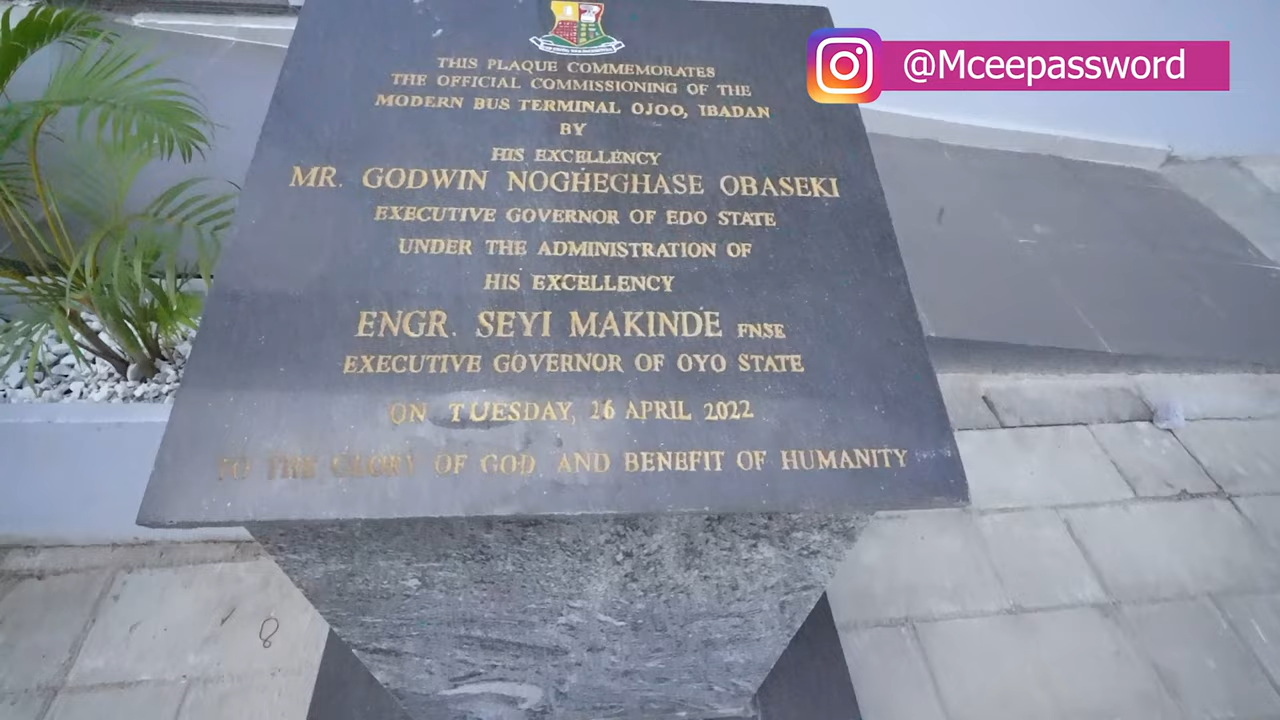 @Mceepassword
THIS PLAQUE COMMEMORATES
THE OFFICIAL COMMISSIONING OF THE
MODERN BUS TERMINAL OJOO, IBADAN
BY
HIS EXCELLENCY
MR. GODWIN NOGHEGHASE OBASEKI
EXECUTIVE GOVERNOR OF EDO STATE
UNDER THE ADMINISTRATION OF
HIS EXCELLENCY
ENGR. SEYI MAKINDE FNSE
EXECUTIVE GOVERNOR OF OYO STATE
ON TUESDAY, 26 APRIL 2022
TO THE GLORY OF GOD AND BENEFIT OF HUMANITY